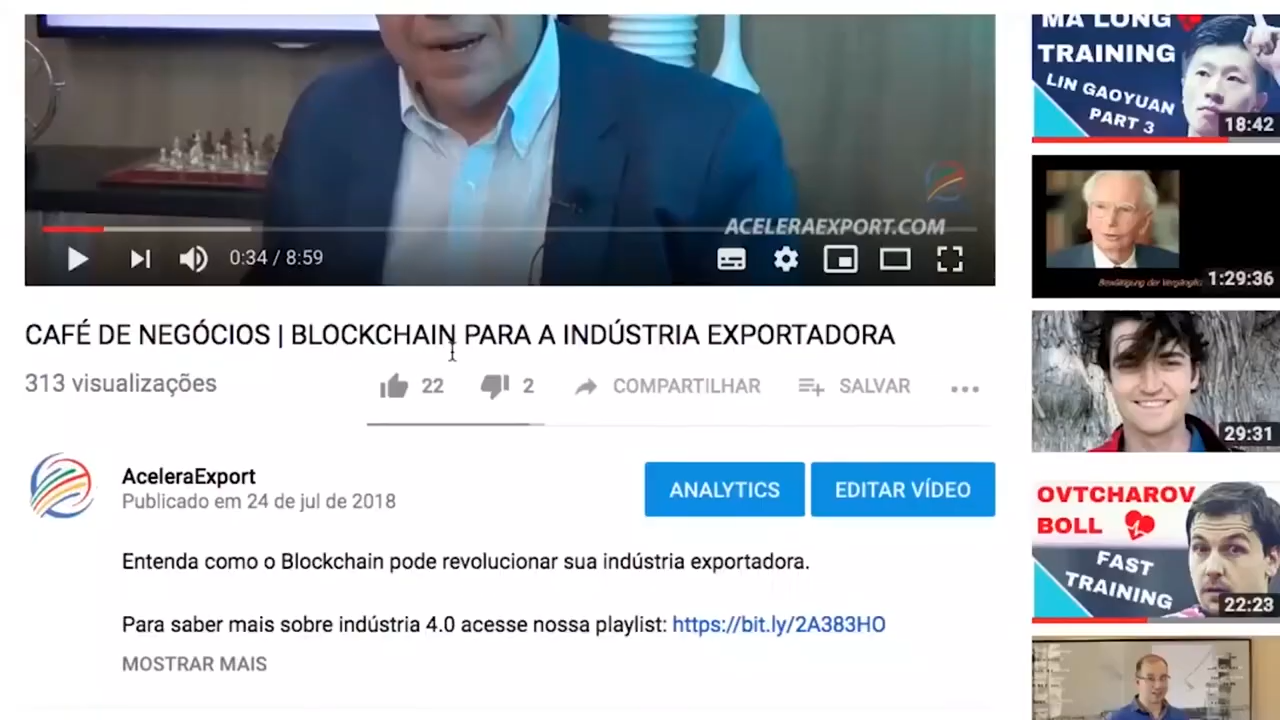 ACELERAEXPORT.COM
0:34 / 8:59
CAFÉ DE NEGÓCIOS | BLOCKCHAIN PARA A INDÚSTRIA EXPORTADORA
313 visualizações
22
2
COMPARTILHAR
SALVAR
AceleraExport
Publicado em 24 de jul de 2018
ANALYTICS
EDITAR VÍDEO
Entenda como o Blockchain pode revolucionar sua indústria exportadora.
Para saber mais sobre indústria 4.0 acesse nossa playlist: https://bit.ly/2A383HO
MOSTRAR MAIS
MA LONG
TRAINING
LIN GAOYUAN
PART 3
18:42
Bewältigung der
1:29:36
29:31
OVTCHAROV
BOLL
FAST
TRAINING
22:23